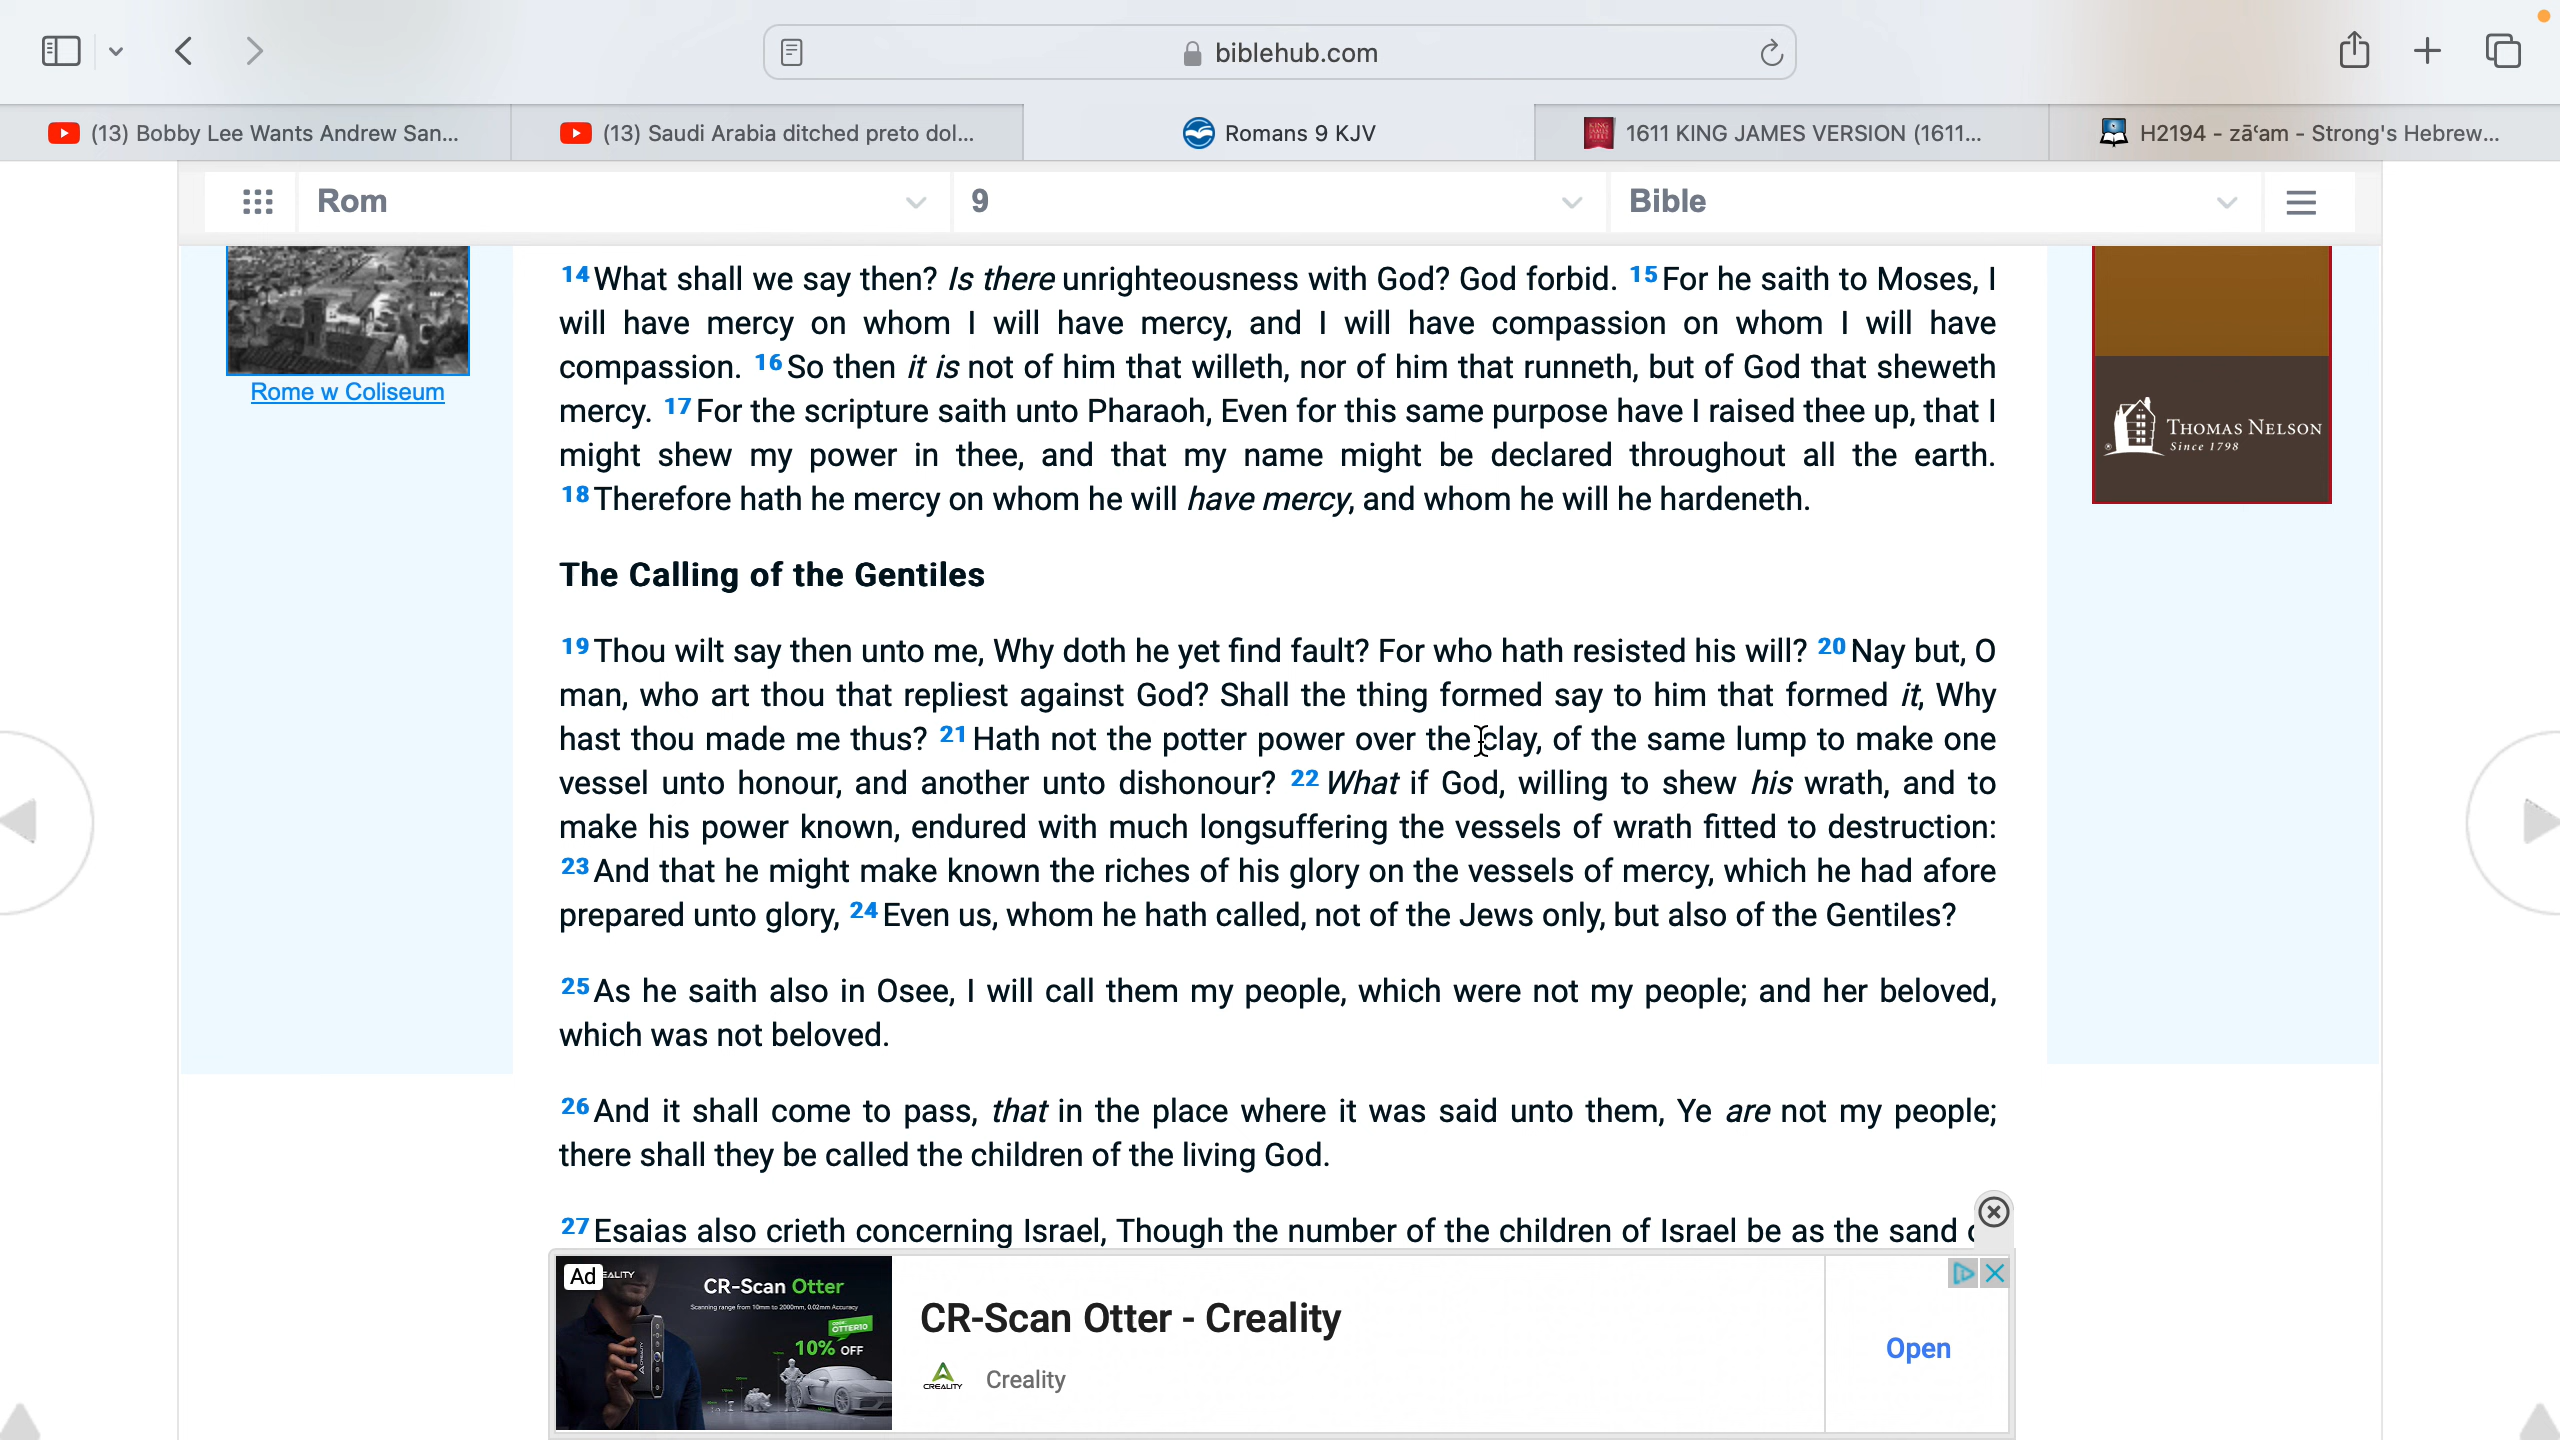 biblehub.com
(13) Bobby Lee Wants Andrew San...
(13) Saudi Arabia ditched preto dol...
Romans 9 KJV
1611 KING JAMES VERSION (1611...
H2194 - zāʿam - Strong's Hebrew...
Rom
9
Bible
Rome w Coliseum
14 What shall we say then? Is there unrighteousness with God? God forbid. 15 For he saith to Moses, I
will have mercy on whom I will have mercy, and I will have compassion on whom I will have
compassion. 16 So then it is not of him that willeth, nor of him that runneth, but of God that sheweth
mercy. 17 For the scripture saith unto Pharaoh, Even for this same purpose have I raised thee up, that I
might shew my power in thee, and that my name might be declared throughout all the earth.
18 Therefore hath he mercy on whom he will have mercy, and whom he will he hardeneth.
The Calling of the Gentiles
19 Thou wilt say then unto me, Why doth he yet find fault? For who hath resisted his will? 20 Nay but, O
man, who art thou that repliest against God? Shall the thing formed say to him that formed it, Why
hast thou made me thus? 21 Hath not the potter power over the clay, of the same lump to make one
vessel unto honour, and another unto dishonour? 22 What if God, willing to shew his wrath, and to
make his power known, endured with much longsuffering the vessels of wrath fitted to destruction:
23 And that he might make known the riches of his glory on the vessels of mercy, which he had afore
prepared unto glory, 24 Even us, whom he hath called, not of the Jews only, but also of the Gentiles?
25 As he saith also in Osee, I will call them my people, which were not my people; and her beloved,
which was not beloved.
26 And it shall come to pass, that in the place where it was said unto them, Ye are not my people;
there shall they be called the children of the living God.
27 Esaias also crieth concerning Israel, Though the number of the children of Israel be as the sand
THOMAS NELSON
Since 1798
Ad
CR-Scan Otter
Scanning range from 10mm to 2000mm, 0.02mm Accuracy
CODE:
OTTER10
10% OFF
CR-Scan Otter - Creality
CREALITY
Creality
Open